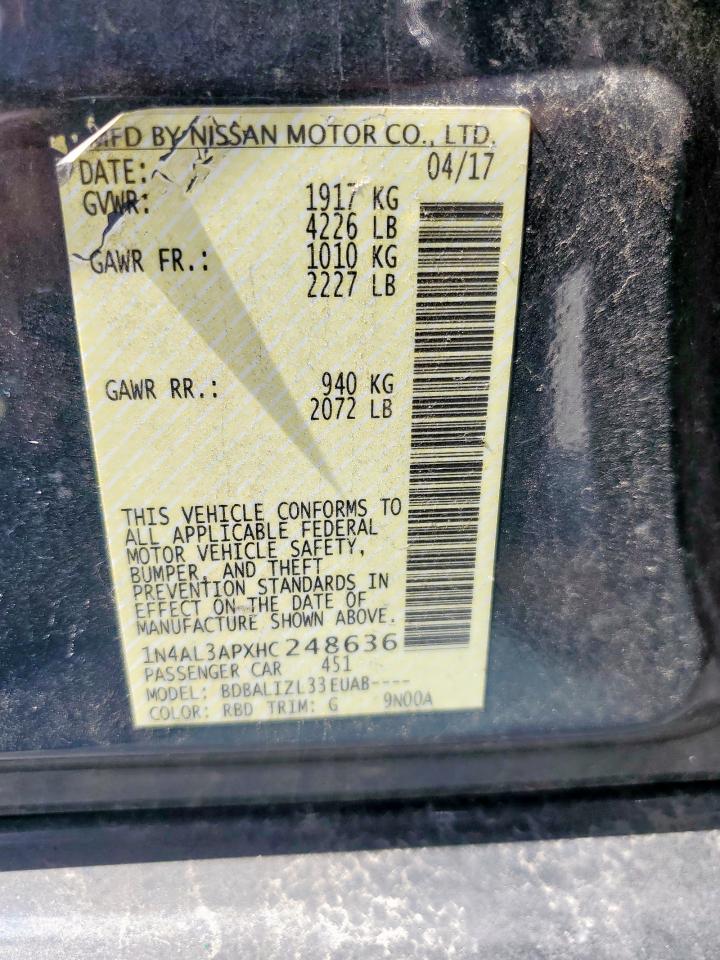 MFD BY NISSAN MOTOR CO., LTD.
DATE: 04/17
GVWR: 1917 KG
4226 LB
GAWR FR.: 1010 KG
2227 LB
GAWR RR.: 940 KG
2072 LB
THIS VEHICLE CONFORMS TO
ALL APPLICABLE FEDERAL
MOTOR VEHICLE SAFETY,
BUMPER, AND THEFT
PREVENTION STANDARDS IN
EFFECT ON THE DATE OF
MANUFACTURE SHOWN ABOVE.
1N4AL3APXHC 248636
PASSENGER CAR 451
MODEL: BDBALIZL33EUAB----
COLOR: RBD TRIM: G 9N00A